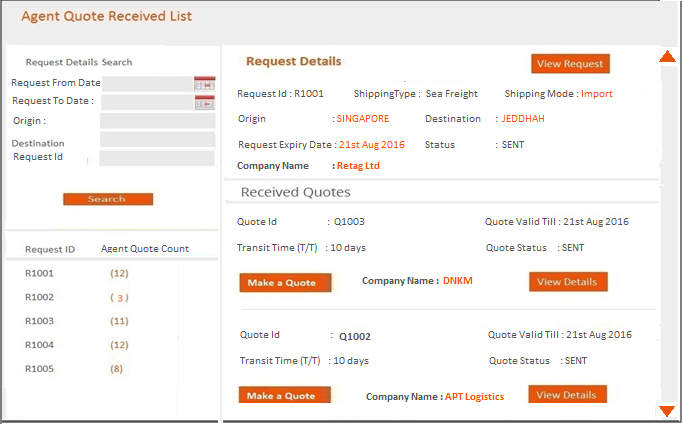 Agent Quote Received List
Request Details Search
Request From Date
Request To Date :
Origin :
Destination
Request Id
Search
Request ID Agent Quote Count
R1001 (12)
R1002 ( 3 )
R1003 (11)
R1004 (12)
R1005 (8)
Request Details View Request
Request Id : R1001 ShippingType : Sea Freight Shipping Mode : Import
Origin : SINGAPORE Destination : JEDDHAH
Request Expiry Date : 21st Aug 2016 Status : SENT
Company Name : Retag Ltd
Received Quotes
Quote Id : Q1003 Quote Valid Till : 21st Aug 2016
Transit Time (T/T) : 10 days Quote Status : SENT
Make a Quote Company Name : DNKM View Details
Quote Id : Q1002 Quote Valid Till : 21st Aug 2016
Transit Time (T/T) : 10 days Quote Status : SENT
Make a Quote Company Name : APT Logistics View Details